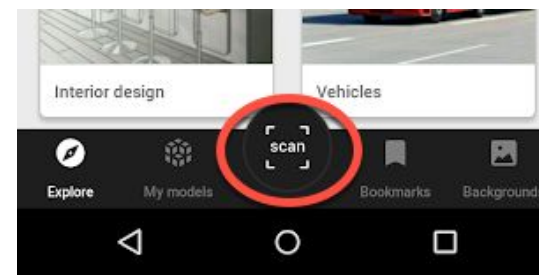 Interior design
Vehicles
scan
Explore
My models
Bookmarks
Background